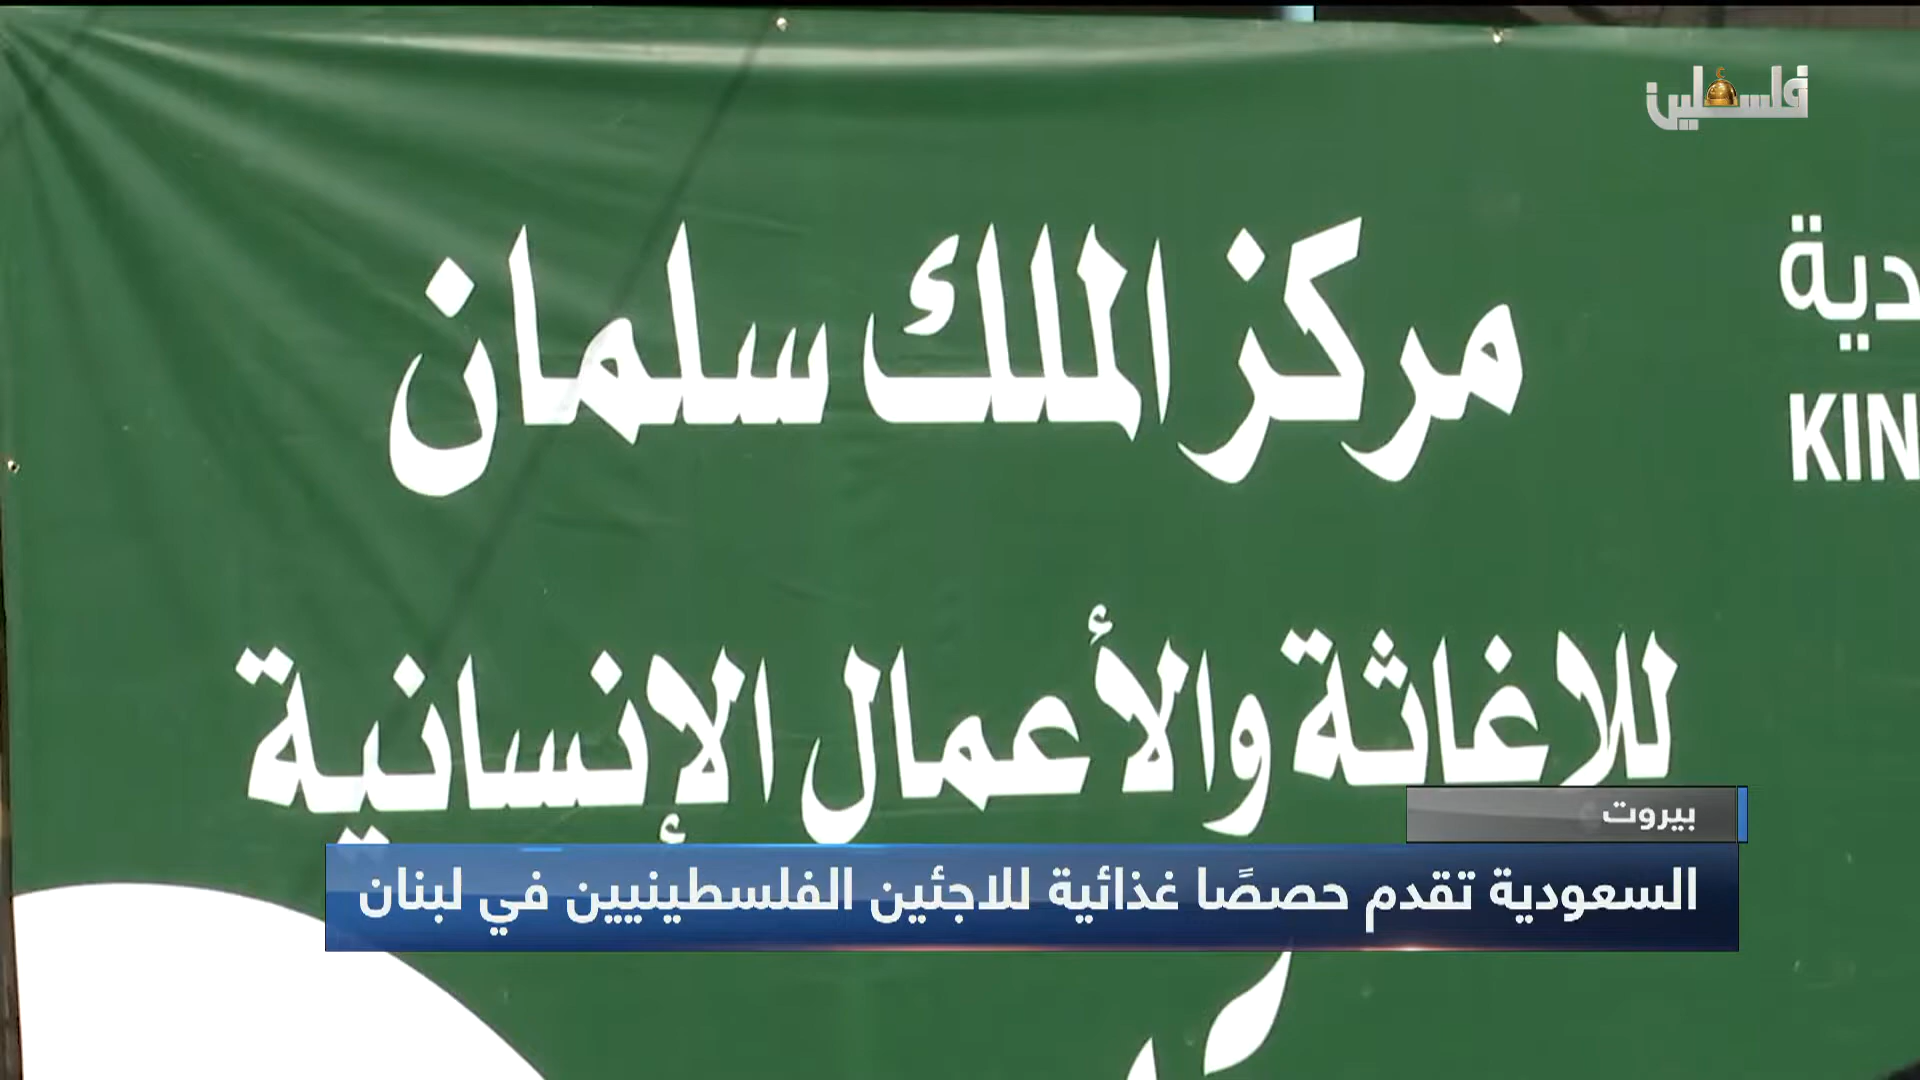 فلسطين
مركز الملك سلمان
للاغاثة والأعمال الإنسانية
دية
KIN
بيروت
السعودية تقدم حصصًا غذائية للاجئين الفلسطينيين في لبنان